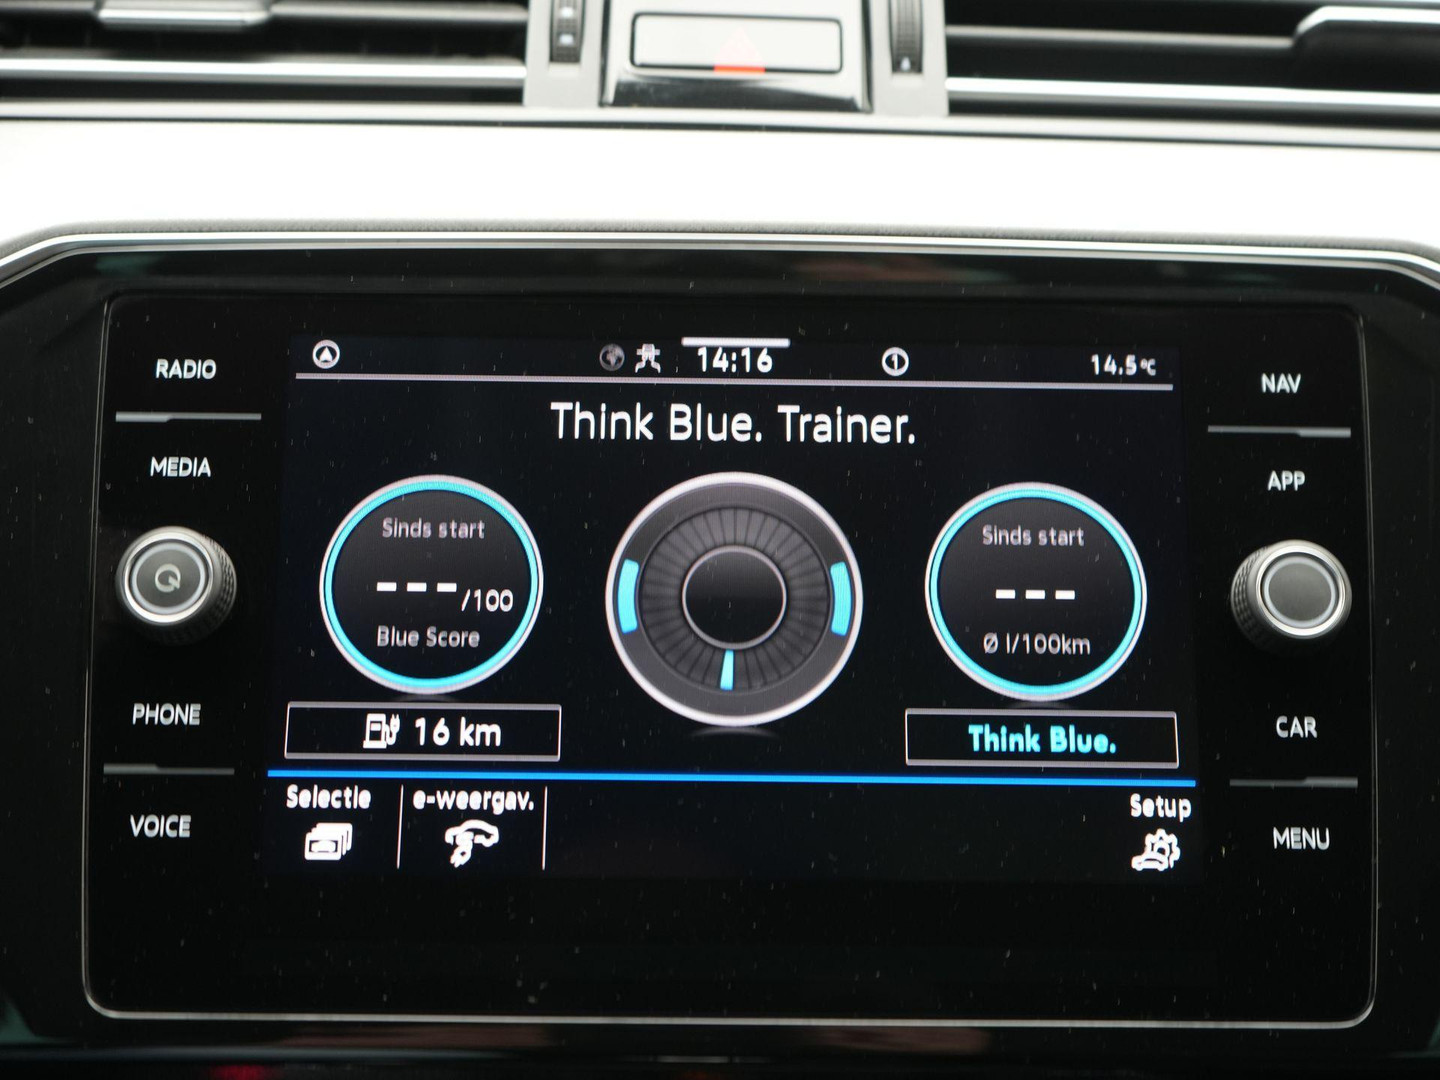 RADIO
MEDIA
PHONE
VOICE
14:16
1
14.5°C
Think Blue. Trainer.
Sinds start
--- /100
Blue Score
Sinds start
---
Ø l/100km
16 km
Think Blue.
Selectie
e-weergav.
Setup
NAV
APP
CAR
MENU